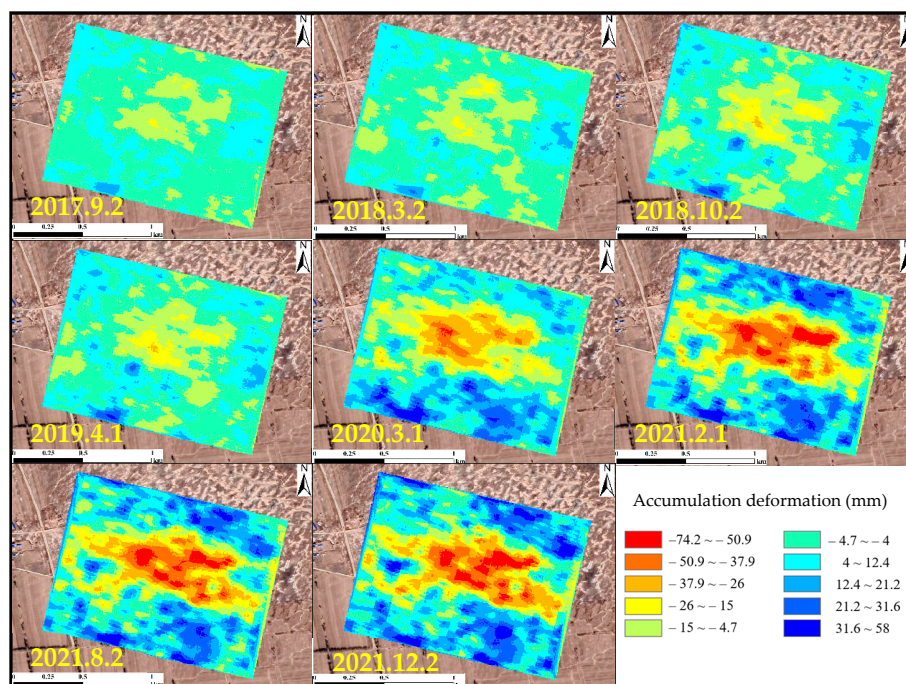 N
N
N
2017.9.2
2018.3.2
2018.10.2
0 0.25 0.5 1 km
0 0.25 0.5 1 km
0.25 0.5 1 km
N
N
N
2019.4.1
2020.3.1
2021.2.1
0 0.25 0.5 1 km
0 0.25 0.5 1 km
0 0.25 0.5 1 km
N
N
2021.8.2
2021.12.2
0 0.25 0.5 1 km
0 0.25 0.5 1 km
Accumulation deformation (mm)
−74.2 ~ − 50.9
− 50.9 ~ − 37.9
−37.9 ~ − 26
− 26 ~ − 15
− 15 ~ − 4.7
− 4.7 ~ − 4
4 ~ 12.4
12.4 ~ 21.2
21.2 ~ 31.6
31.6 ~ 58